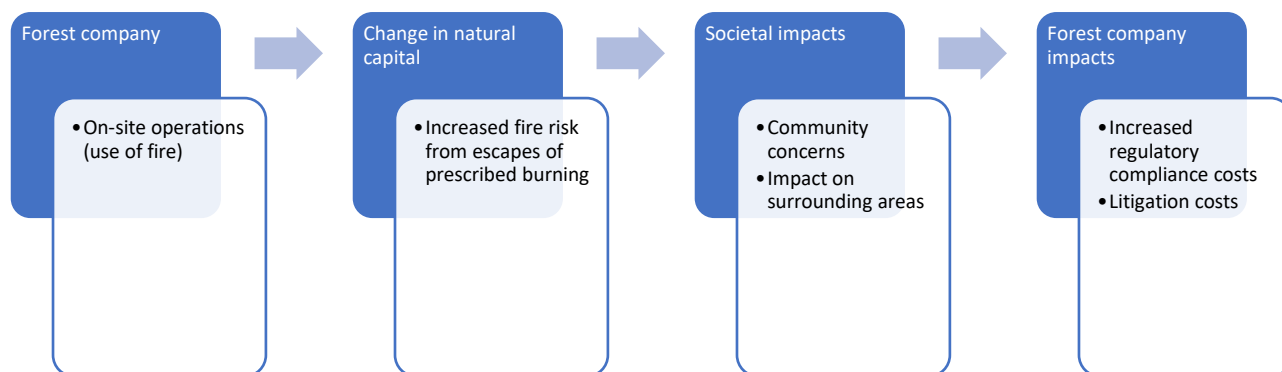 Forest company
• On-site operations
(use of fire)
Change in natural
capital
• Increased fire risk
from escapes of
prescribed burning
Societal impacts
• Community
concerns
• Impact on
surrounding areas
Forest company
impacts
• Increased
regulatory
compliance costs
• Litigation costs